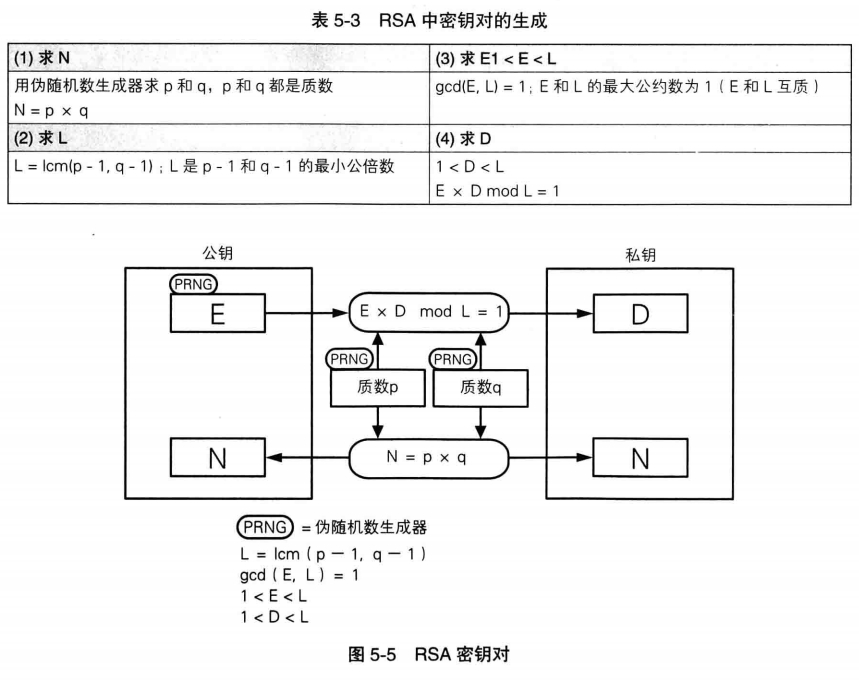 表 5-3 RSA 中密钥对的生成
(1) 求 N
(3) 求 E1 < E < L
用伪随机数生成器求 p 和 q，p 和 q 都是质数
N = p × q
gcd(E, L) = 1；E 和 L 的最大公约数为 1（E 和 L 互质）
(2) 求 L
(4) 求 D
L = lcm(p - 1, q - 1)；L 是 p - 1 和 q - 1 的最小公倍数
1 < D < L
E × D mod L = 1
公钥
私钥
PRNG
E
E × D mod L = 1
D
PRNG
PRNG
质数p
质数q
N
N = p × q
N
PRNG = 伪随机数生成器
L = lcm（p － 1，q － 1）
gcd（E，L）= 1
1 < E < L
1 < D < L
图 5-5 RSA 密钥对